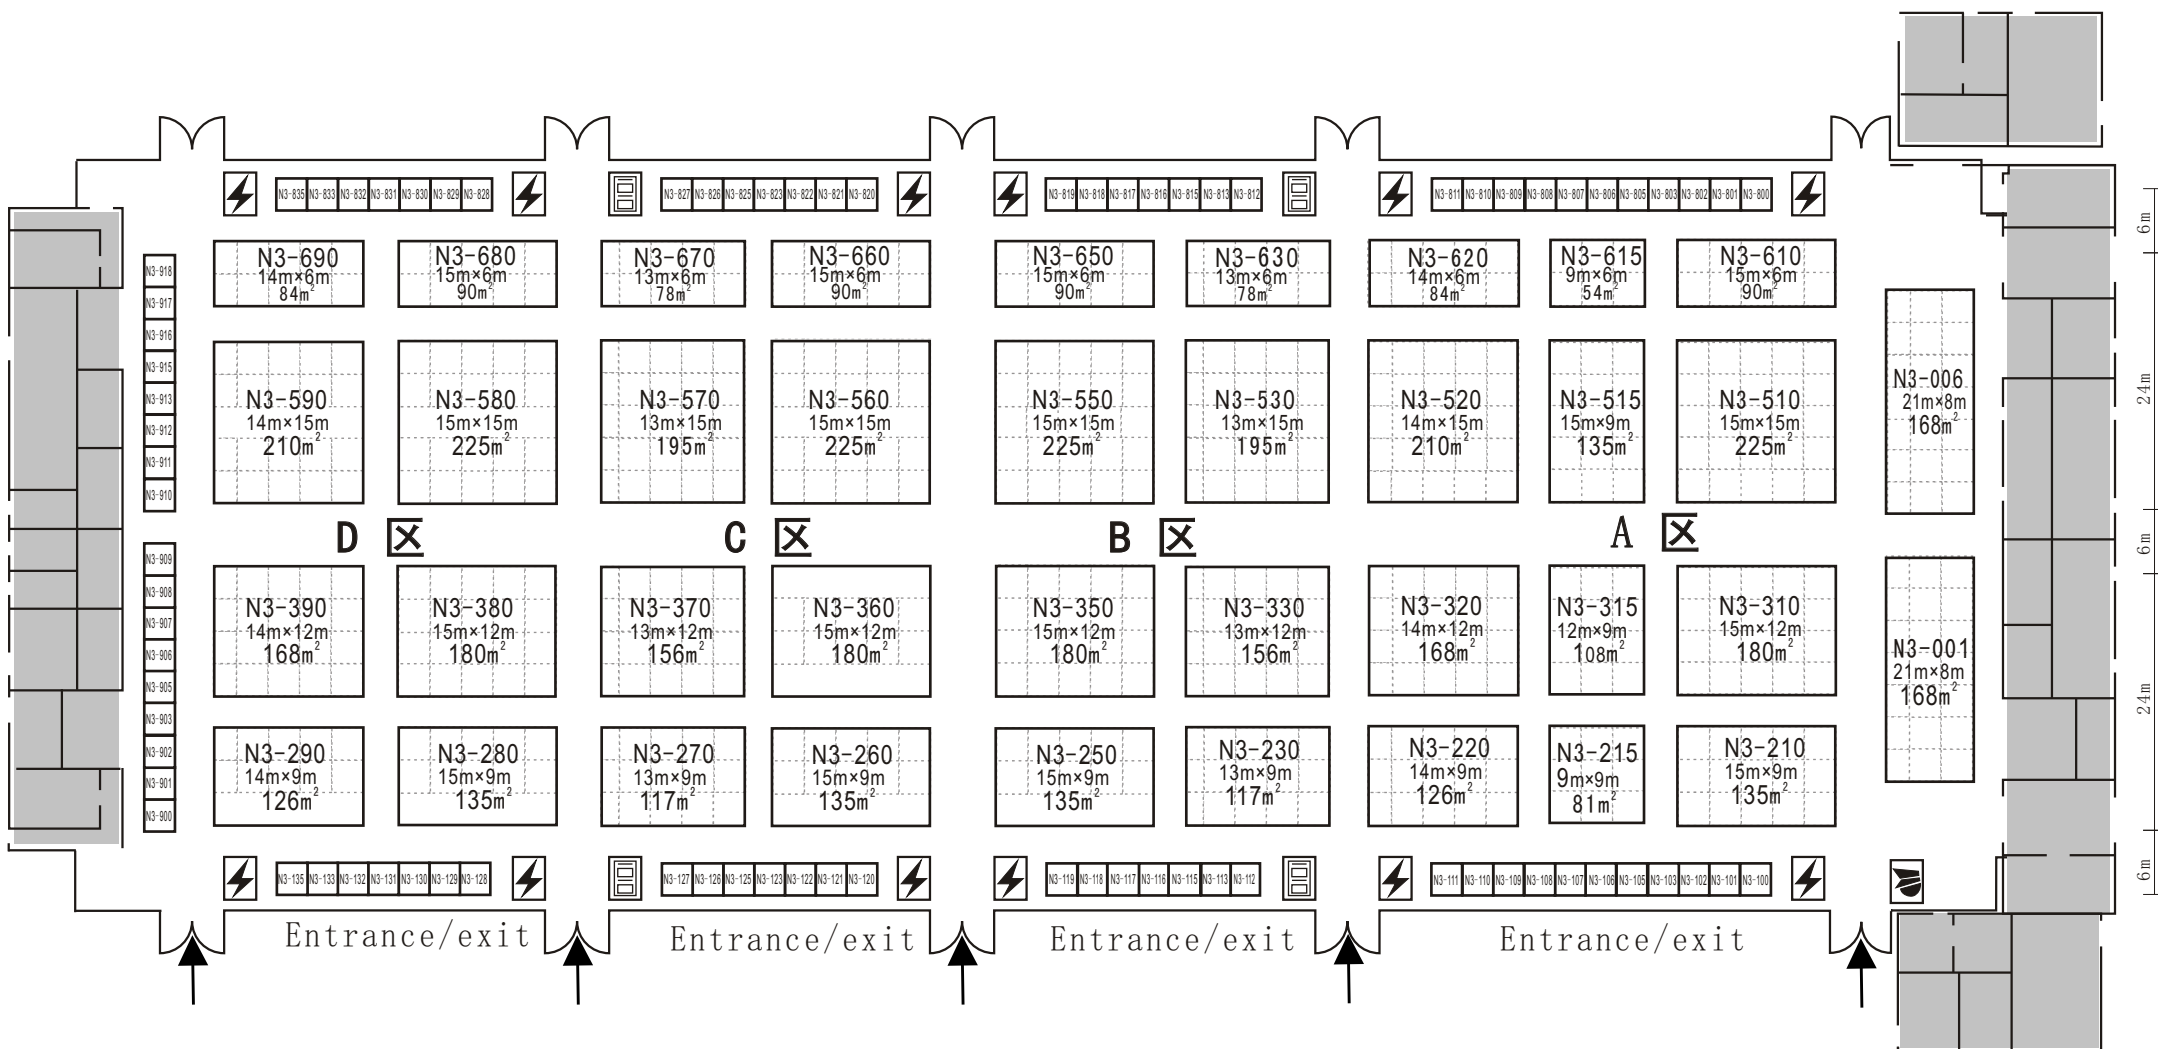 N3-835 N3-833 N3-832 N3-831 N3-830 N3-829 N3-828
N3-827 N3-826 N3-825 N3-823 N3-822 N3-821 N3-820
N3-819 N3-818 N3-817 N3-816 N3-815 N3-813 N3-812
N3-811 N3-810 N3-809 N3-808 N3-807 N3-806 N3-805 N3-803 N3-802 N3-801 N3-800
N3-918
N3-917
N3-916
N3-915
N3-913
N3-912
N3-911
N3-910
N3-909
N3-908
N3-907
N3-906
N3-905
N3-903
N3-902
N3-901
N3-900
N3-690
14m×6m
84m²
N3-680
15m×6m
90m²
N3-670
13m×6m
78m²
N3-660
15m×6m
90m²
N3-650
15m×6m
90m²
N3-630
13m×6m
78m²
N3-620
14m×6m
84m²
N3-615
9m×6m
54m²
N3-610
15m×6m
90m²
N3-590
14m×15m
210m²
N3-580
15m×15m
225m²
N3-570
13m×15m
195m²
N3-560
15m×15m
225m²
N3-550
15m×15m
225m²
N3-530
13m×15m
195m²
N3-520
14m×15m
210m²
N3-515
15m×9m
135m²
N3-510
15m×15m
225m²
N3-006
21m×8m
168m²
D 区
C 区
B 区
A 区
N3-390
14m×12m
168m²
N3-380
15m×12m
180m²
N3-370
13m×12m
156m²
N3-360
15m×12m
180m²
N3-350
15m×12m
180m²
N3-330
13m×12m
156m²
N3-320
14m×12m
168m²
N3-315
12m×9m
108m²
N3-310
15m×12m
180m²
N3-001
21m×8m
168m²
N3-290
14m×9m
126m²
N3-280
15m×9m
135m²
N3-270
13m×9m
117m²
N3-260
15m×9m
135m²
N3-250
15m×9m
135m²
N3-230
13m×9m
117m²
N3-220
14m×9m
126m²
N3-215
9m×9m
81m²
N3-210
15m×9m
135m²
N3-135 N3-133 N3-132 N3-131 N3-130 N3-129 N3-128
N3-127 N3-126 N3-125 N3-123 N3-122 N3-121 N3-120
N3-119 N3-118 N3-117 N3-116 N3-115 N3-113 N3-112
N3-111 N3-110 N3-109 N3-108 N3-107 N3-106 N3-105 N3-103 N3-102 N3-101 N3-100
Entrance/exit
Entrance/exit
Entrance/exit
Entrance/exit
6m
24m
6m
24m
6m